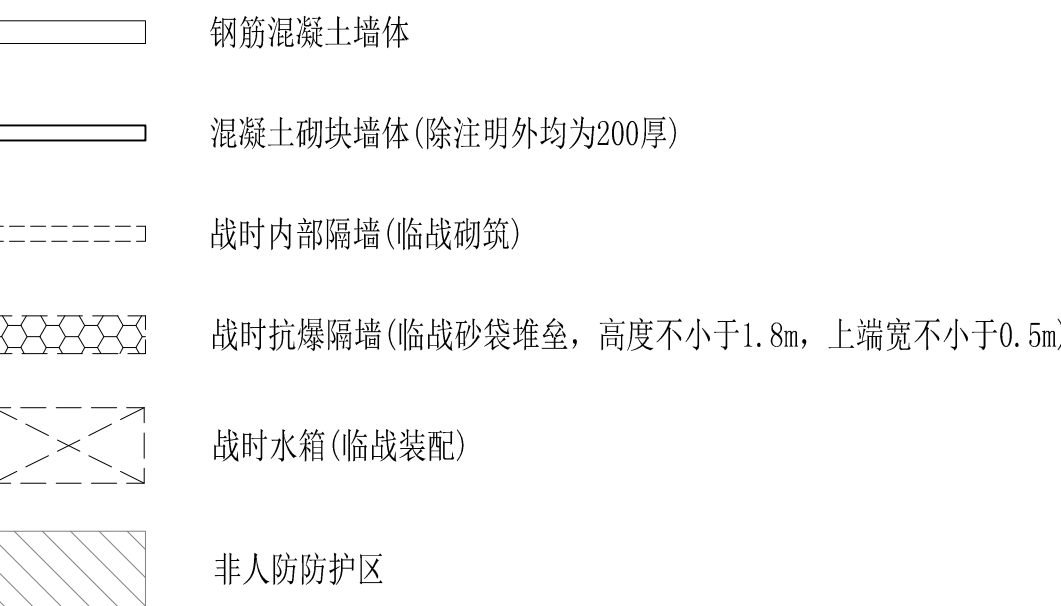 钢筋混凝土墙体
混凝土砌块墙体(除注明外均为200厚)
战时内部隔墙(临战砌筑)
战时抗爆隔墙(临战砂袋堆垒，高度不小于1.8m，上端宽不小于0.5m)
战时水箱(临战装配)
非人防防护区